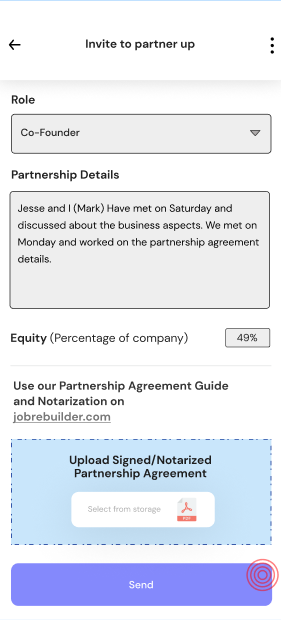 Invite to partner up
Role
Co-Founder
Partnership Details
Jesse and I (Mark) Have met on Saturday and
discussed about the business aspects. We met on
Monday and worked on the partnership agreement
details.
Equity (Percentage of company)
49%
Use our Partnership Agreement Guide
and Notarization on
jobrebuilder.com
Upload Signed/Notarized
Partnership Agreement
Select from storage
PDF
Send